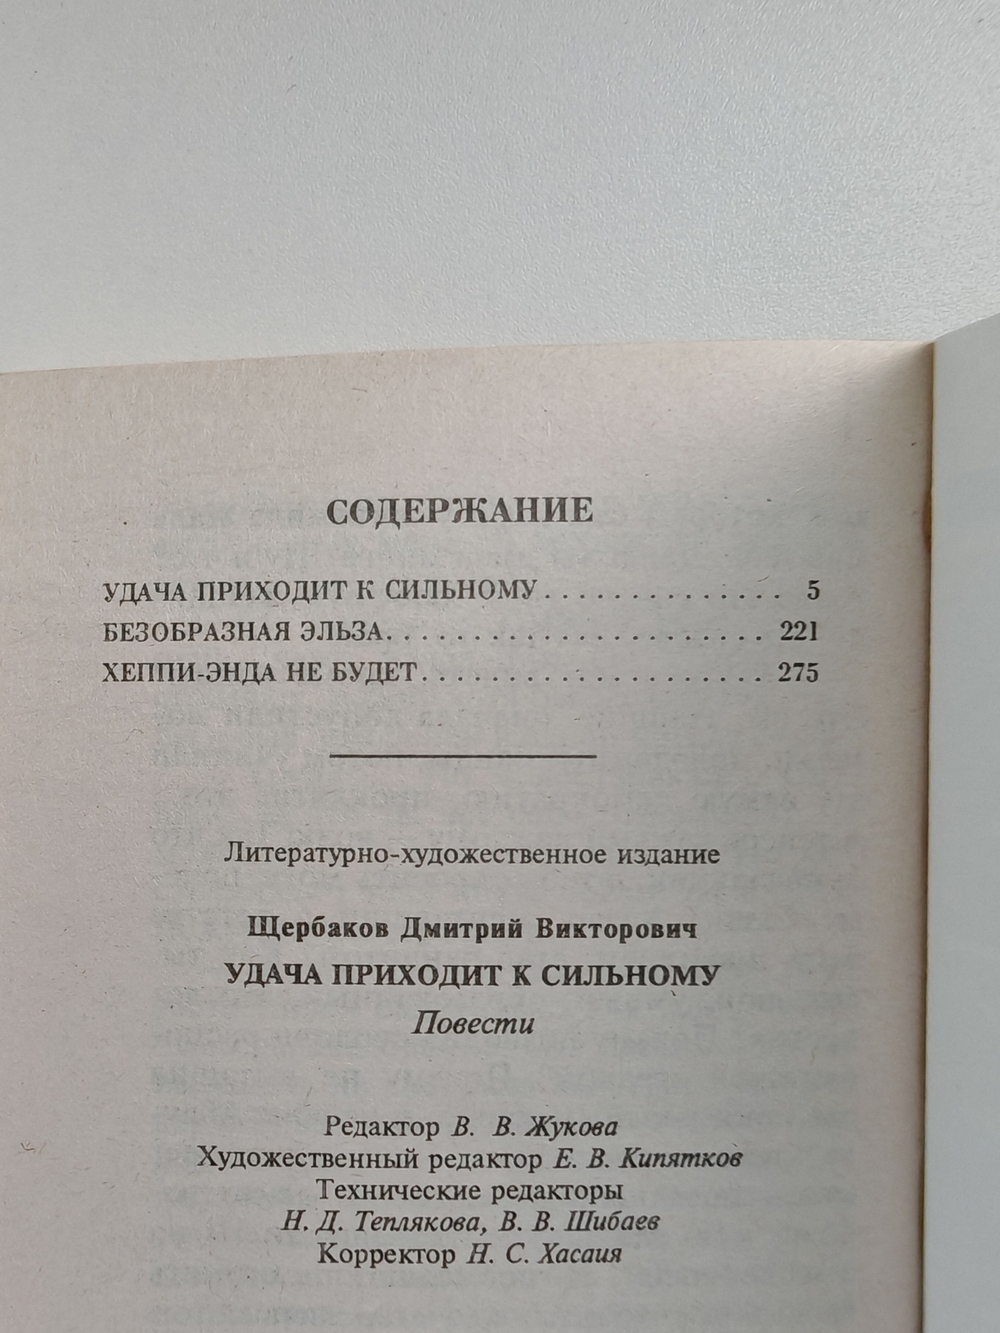 СОДЕРЖАНИЕ
УДАЧА ПРИХОДИТ К СИЛЬНОМУ . . . . . . . . . . . . . . 5
БЕЗОБРАЗНАЯ ЭЛЬЗА. . . . . . . . . . . . . . . . . . . . . . 221
ХЕППИ-ЭНДА НЕ БУДЕТ. . . . . . . . . . . . . . . . . . . . 275
Литературно-художественное издание
Щербаков Дмитрий Викторович
УДАЧА ПРИХОДИТ К СИЛЬНОМУ
Повести
Редактор В. В. Жукова
Художественный редактор Е. В. Кипятков
Технические редакторы
Н. Д. Теплякова, В. В. Шибаев
Корректор Н. С. Хасаия